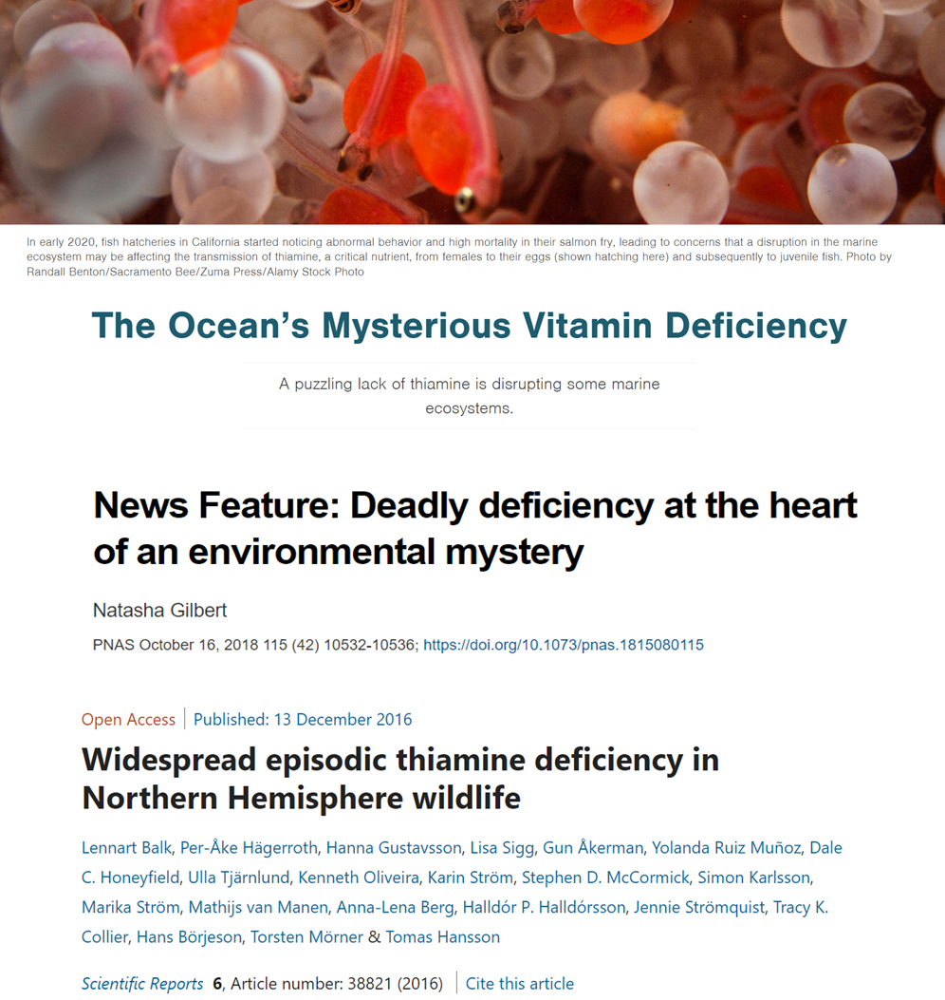 In early 2020, fish hatcheries in California started noticing abnormal behavior and high mortality in their salmon fry, leading to concerns that a disruption in the marine
ecosystem may be affecting the transmission of thiamine, a critical nutrient, from females to their eggs (shown hatching here) and subsequently to juvenile fish. Photo by
Randall Benton/Sacramento Bee/Zuma Press/Alamy Stock Photo
The Ocean’s Mysterious Vitamin Deficiency
A puzzling lack of thiamine is disrupting some marine
ecosystems.
News Feature: Deadly deficiency at the heart
of an environmental mystery
Natasha Gilbert
PNAS October 16, 2018 115 (42) 10532-10536; https://doi.org/10.1073/pnas.1815080115
Open Access | Published: 13 December 2016
Widespread episodic thiamine deficiency in
Northern Hemisphere wildlife
Lennart Balk, Per-Åke Hägerroth, Hanna Gustavsson, Lisa Sigg, Gun Åkerman, Yolanda Ruiz Muñoz, Dale
C. Honeyfield, Ulla Tjärnlund, Kenneth Oliveira, Karin Ström, Stephen D. McCormick, Simon Karlsson,
Marika Ström, Mathijs van Manen, Anna-Lena Berg, Halldór P. Halldórsson, Jennie Strömquist, Tracy K.
Collier, Hans Börjeson, Torsten Mörner & Tomas Hansson
Scientific Reports 6, Article number: 38821 (2016) | Cite this article